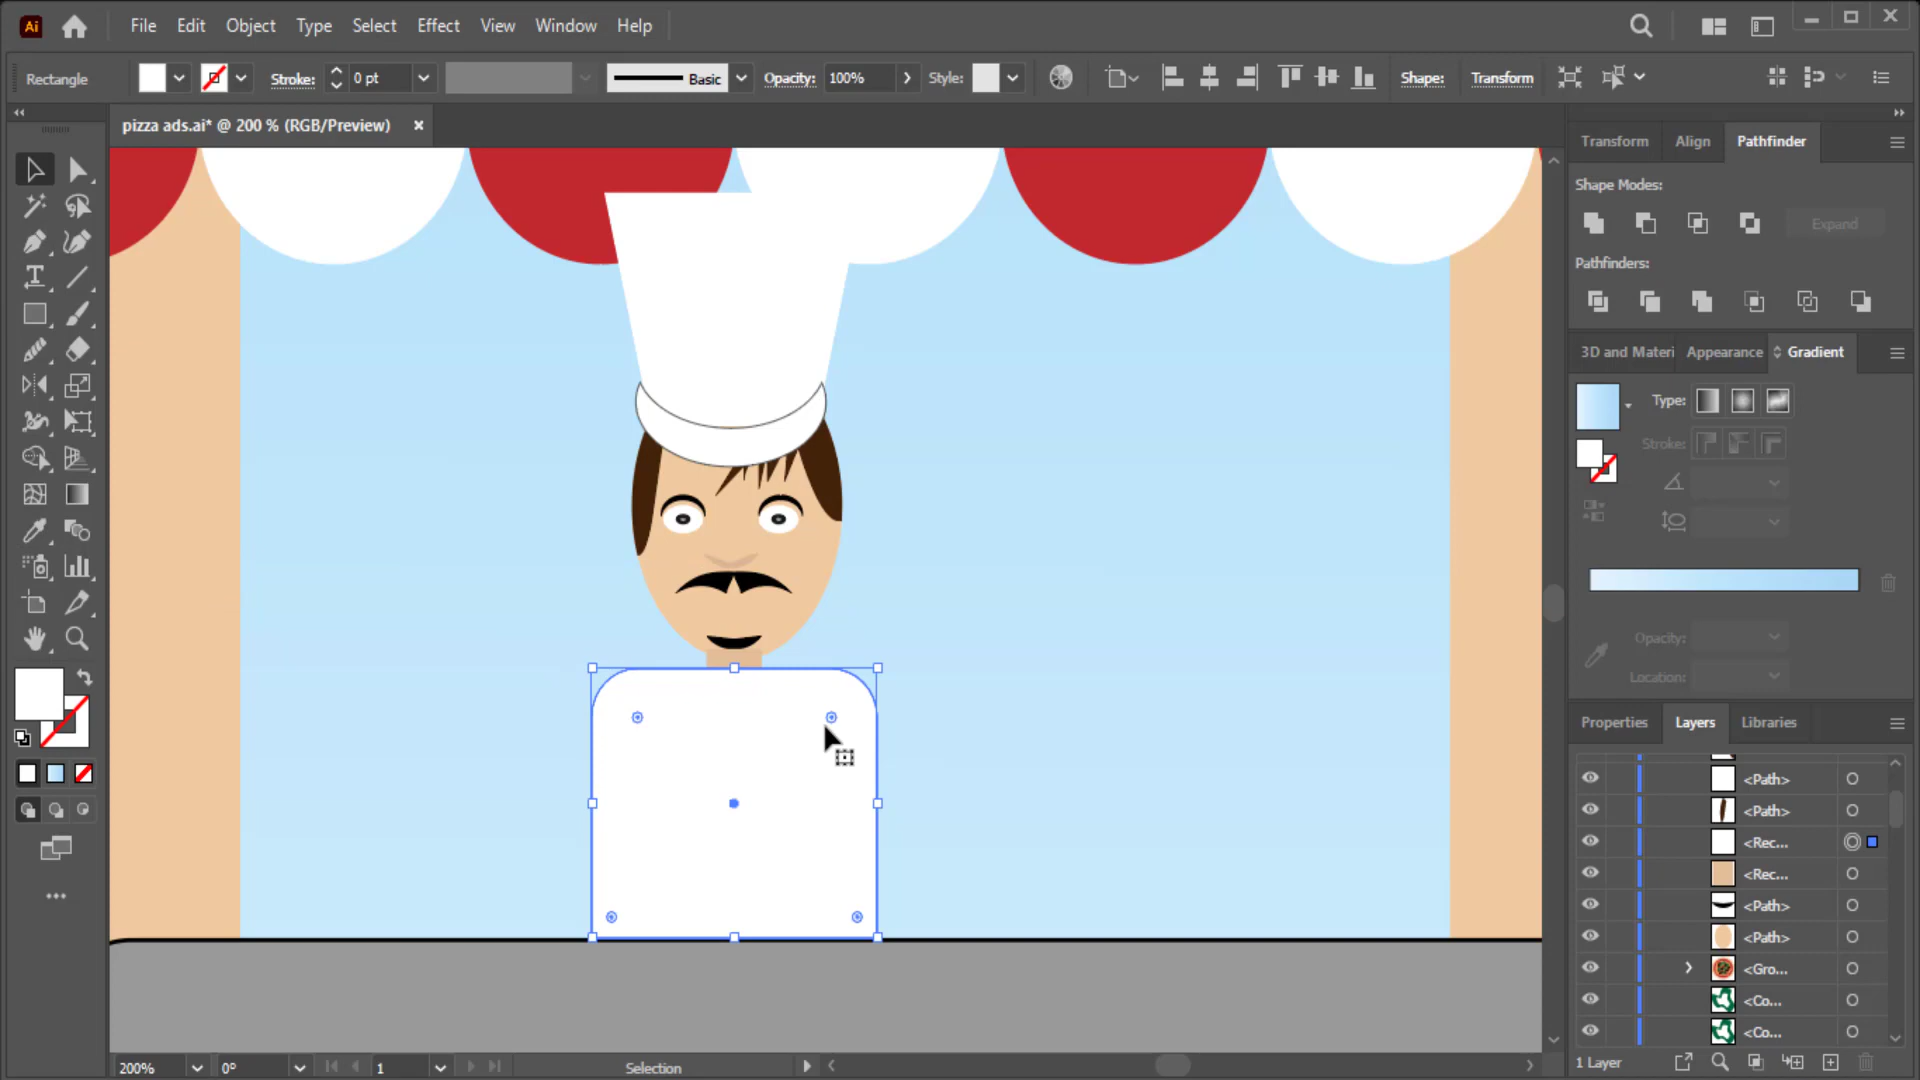 Ai File Edit Object Type Select Effect View Window Help
Rectangle Stroke: 0 pt Basic Opacity: 100% Style: Shape: Transform
pizza ads.ai* @ 200 % (RGB/Preview) ×
Transform Align Pathfinder
Shape Modes:
Expand
Pathfinders:
3D and Materi Appearance Gradient
Type:
Stroke:
Opacity:
Location:
Properties Layers Libraries
<Path>
<Path>
<Rec...
<Rec...
<Path>
<Path>
<Gro...
<Co...
<Co...
1 Layer
200% 0° 1 Selection